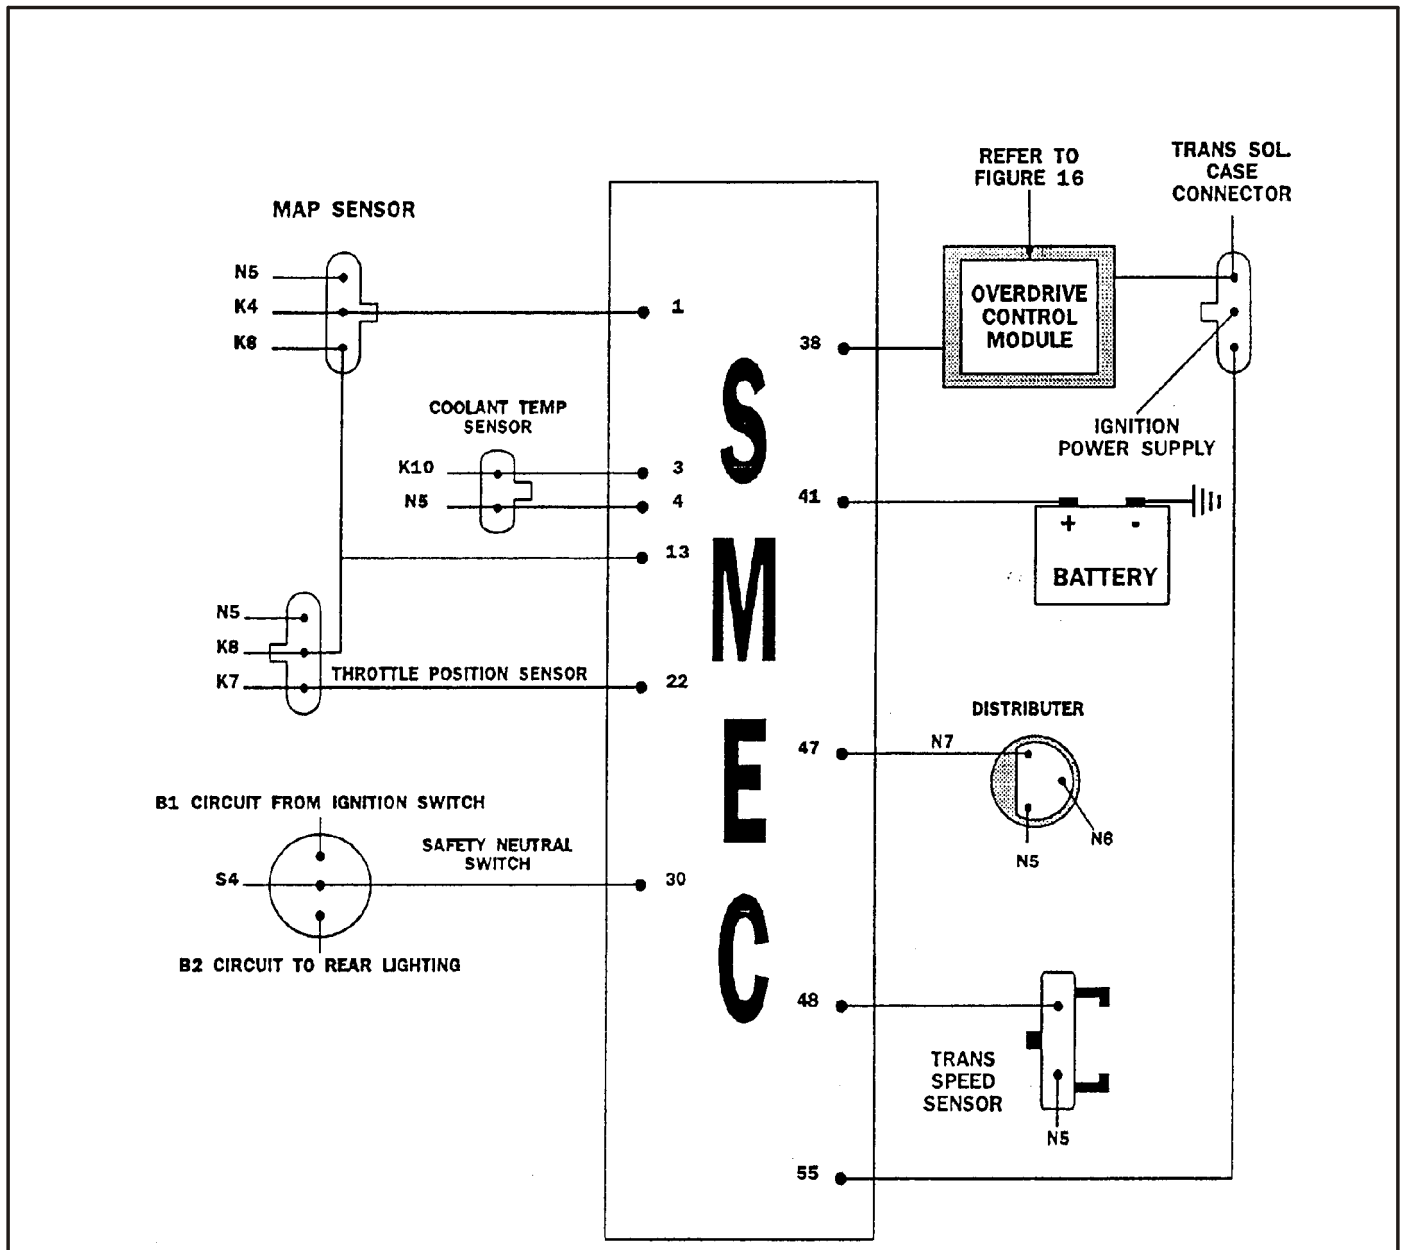 REFER TO
FIGURE 16
TRANS SOL.
CASE
CONNECTOR
MAP SENSOR
N5
K4
K8
1
38
OVERDRIVE
CONTROL
MODULE
IGNITION
POWER SUPPLY
COOLANT TEMP
SENSOR
K10
N5
3
4
13
41
+
-
BATTERY
N5
K8
K7
THROTTLE POSITION SENSOR
22
DISTRIBUTER
47
N7
N6
N5
B1 CIRCUIT FROM IGNITION SWITCH
SAFETY NEUTRAL
SWITCH
S4
30
B2 CIRCUIT TO REAR LIGHTING
48
TRANS
SPEED
SENSOR
N5
55
S
M
E
C